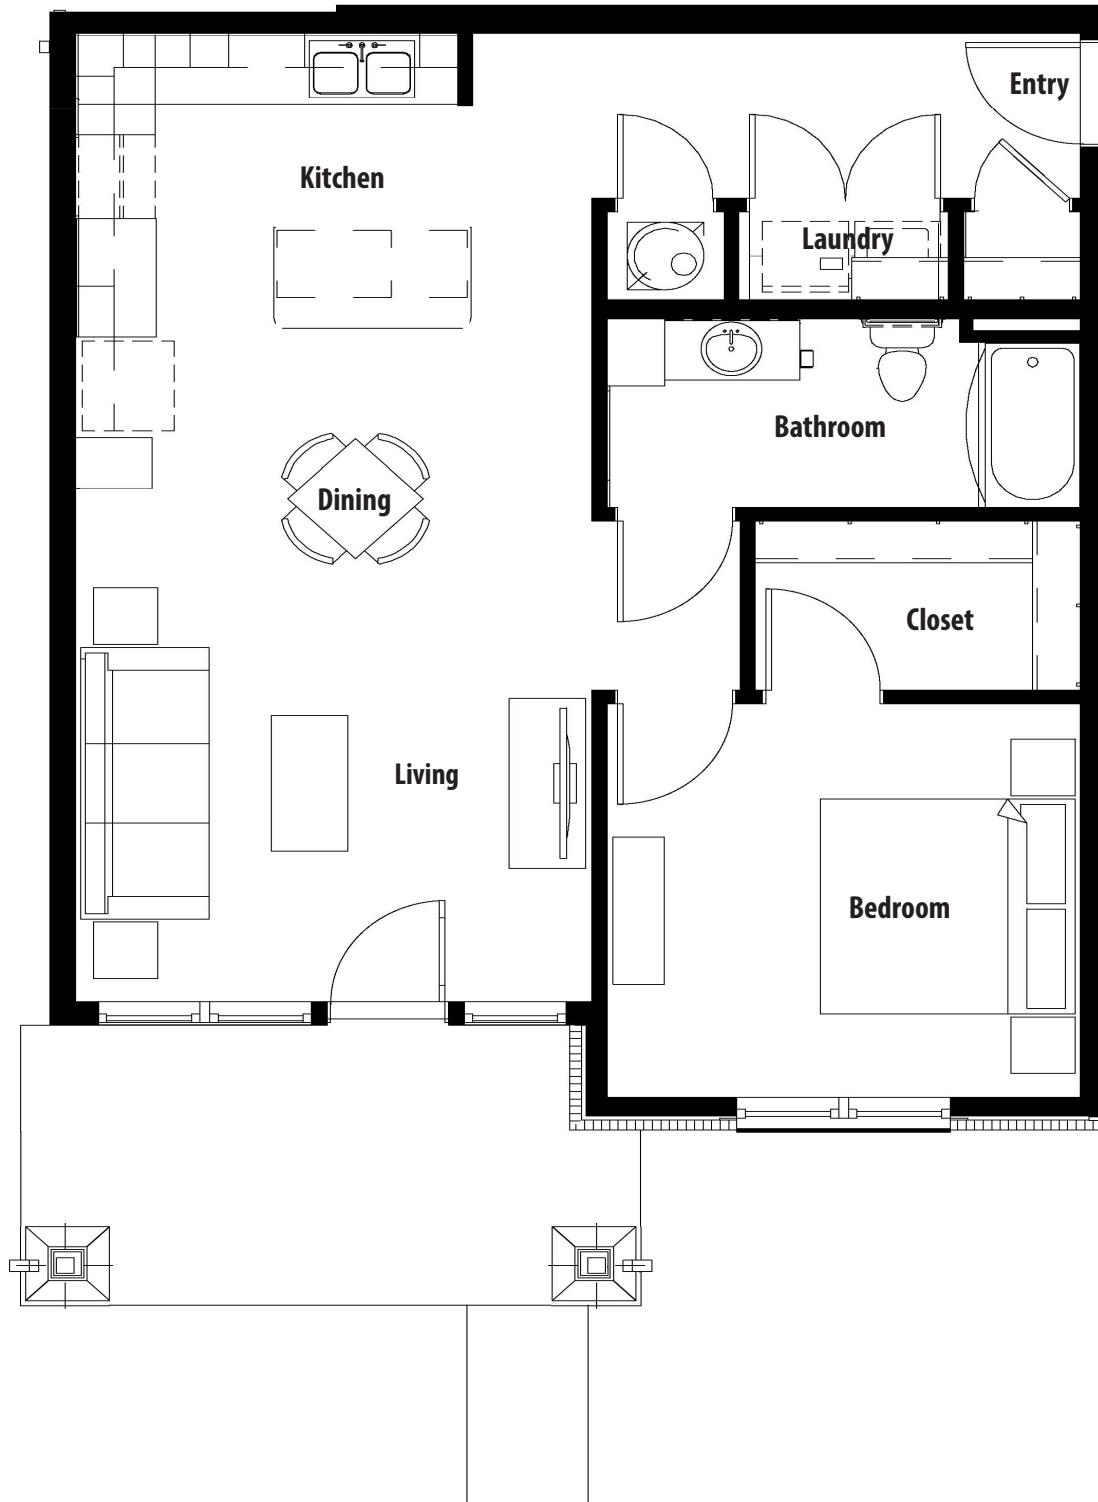 Entry
Kitchen
Laundry
Bathroom
Dining
Closet
Living
Bedroom